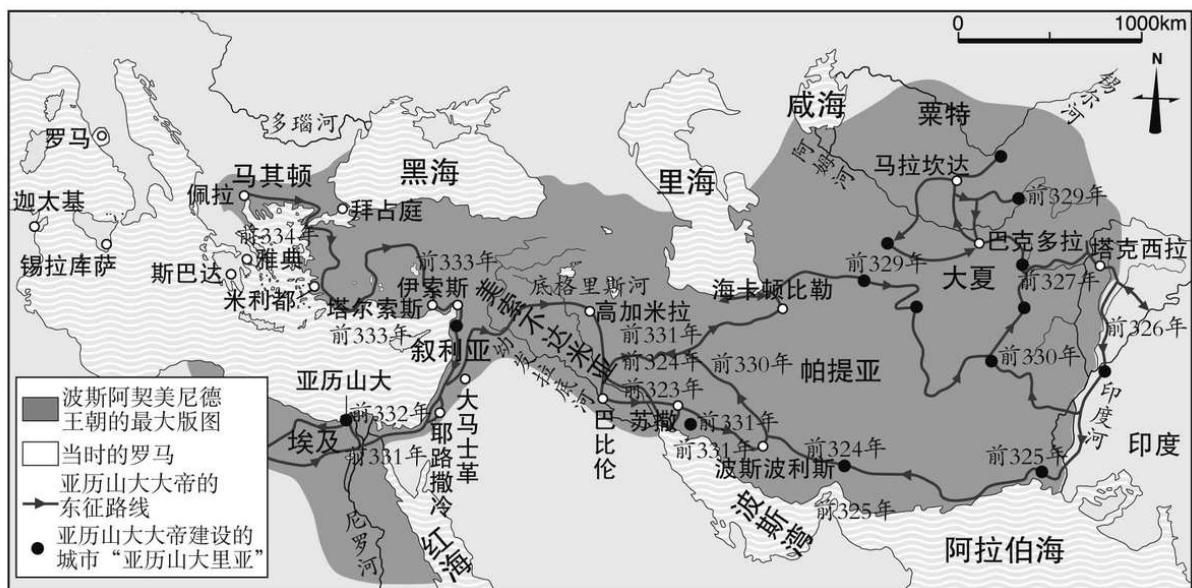 0 1000km
N
锡尔河
咸海
粟特
罗马
多瑙河
阿姆河
马其顿
黑海
里海
马拉坎达
佩拉
迦太基
拜占庭
前329年
前334年
雅典
巴克多拉
塔克西拉
锡拉库萨
斯巴达
前333年
前329年
大夏
米利都
塔尔索斯
伊索斯
底格里斯河
海卡顿比勒
前327年
美索不达米亚
高加米拉
前333年
前331年
前326年
叙利亚
幼发拉底河
前324年
前330年
帕提亚
前330年
亚历山大
前323年
印度河
前332年
苏撒
前331年
埃及
前331年
大马士革
耶路撒冷
巴比伦
前331年
波斯波利斯
前324年
前325年
印度
尼罗河
红海
波斯湾
前325年
阿拉伯海
波斯阿契美尼德
王朝的最大版图
当时的罗马
亚历山大大帝的
东征路线
亚历山大大帝建设的
城市“亚历山大里亚”